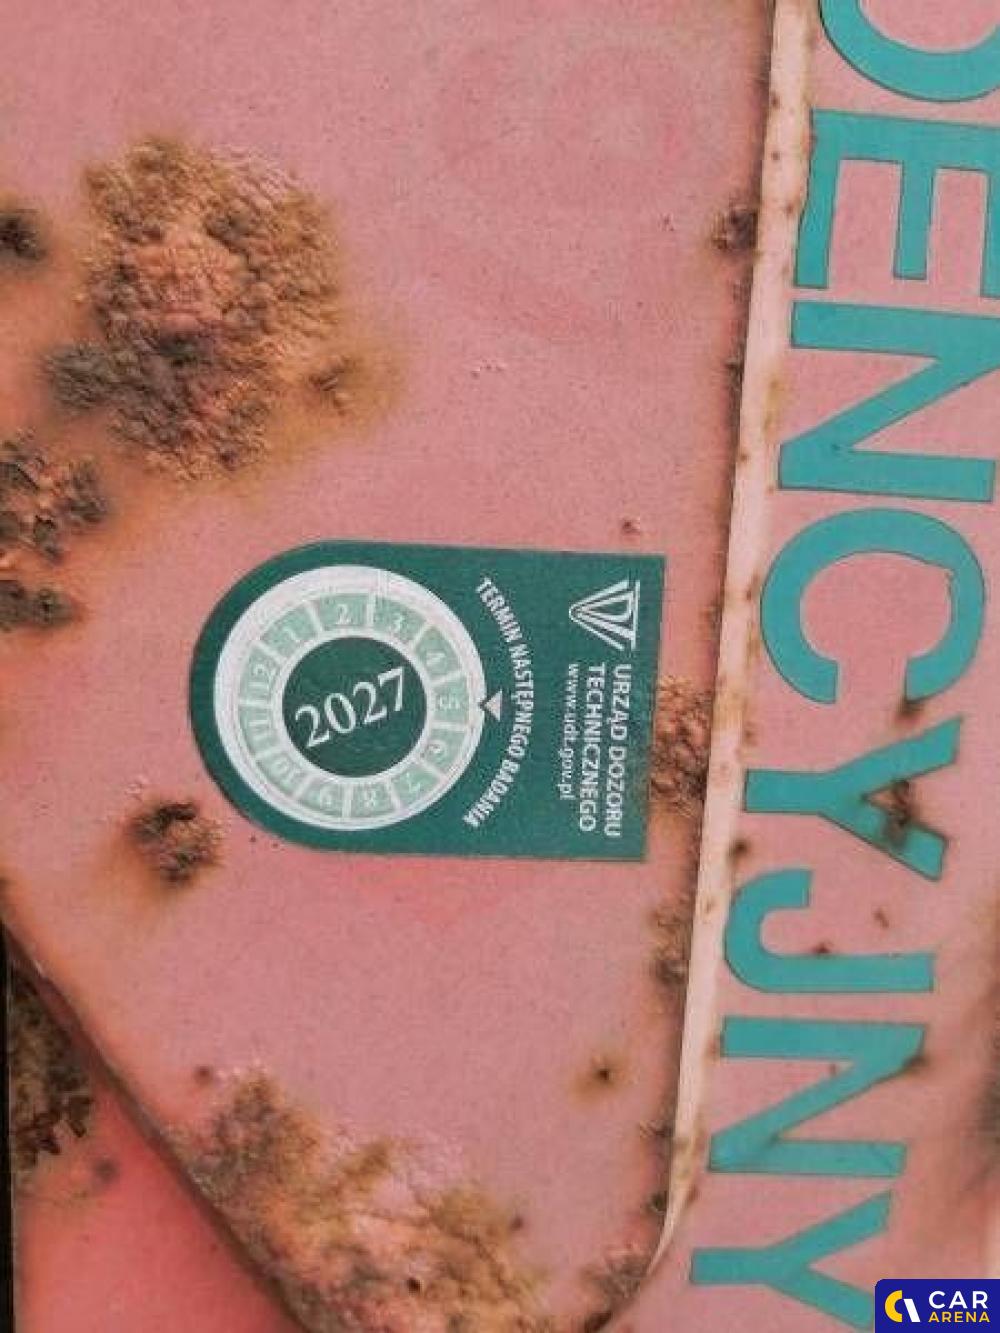 DENCYJNY
URZĄD DOZORU
TECHNICZNEGO
www.udt.gov.pl
TERMIN NASTĘPNEGO BADANIA
1 2 3 4 5 6 7 8 9 10 11 12
2027
CAR
ARENA